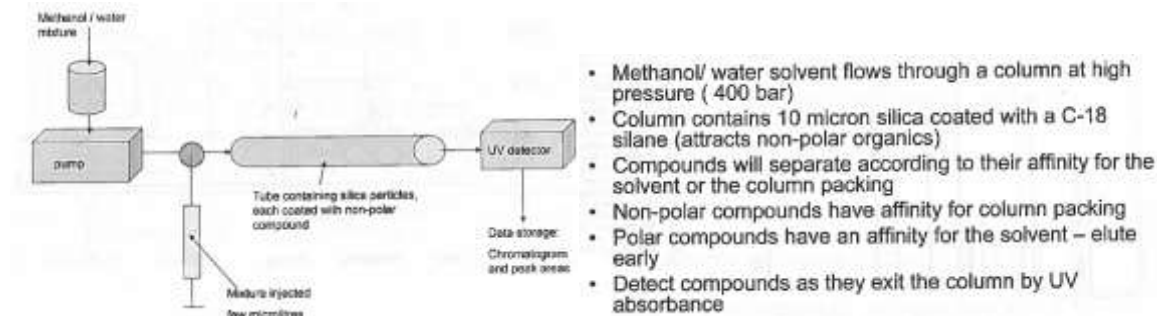 Methanol / water
mixture
pump
Tube containing silica particles,
each coated with non-polar
compound
UV detector
Data storage:
Chromatogram
and peak areas
Mixture injected
few microlitres
• Methanol/ water solvent flows through a column at high
pressure ( 400 bar)
• Column contains 10 micron silica coated with a C-18
silane (attracts non-polar organics)
• Compounds will separate according to their affinity for the
solvent or the column packing
• Non-polar compounds have affinity for column packing
• Polar compounds have an affinity for the solvent – elute
early
• Detect compounds as they exit the column by UV
absorbance